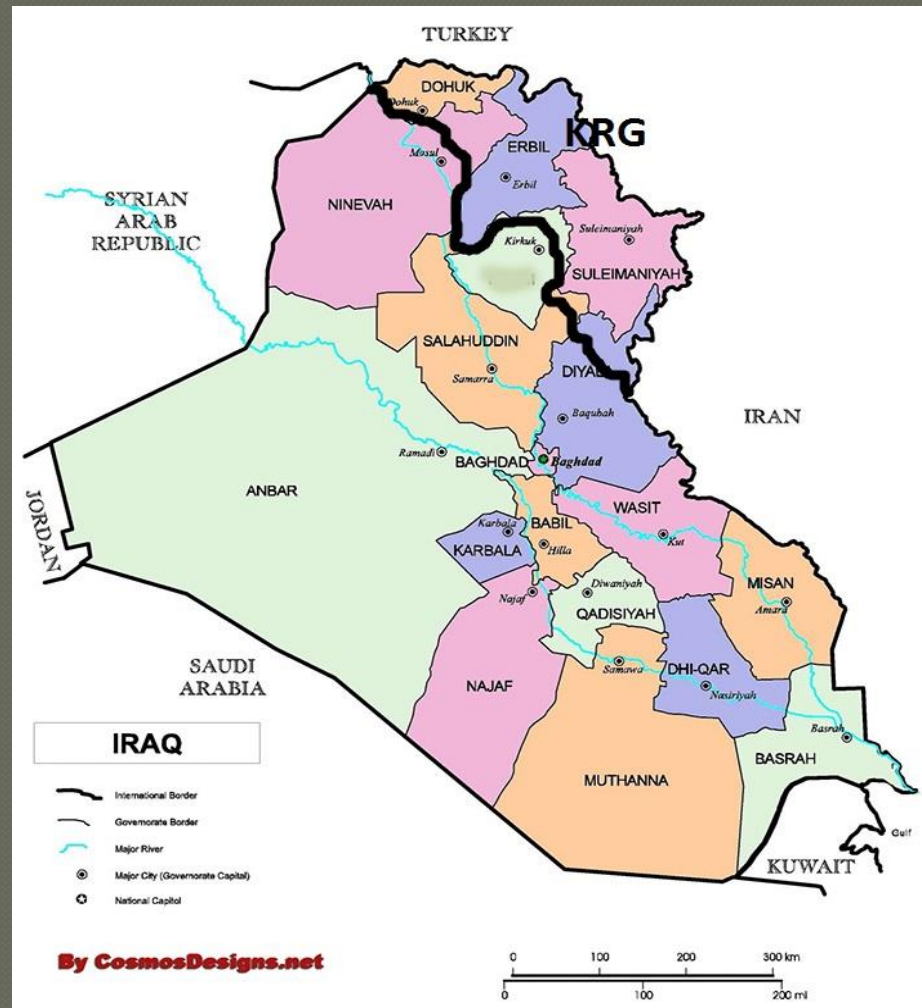 TURKEY
DOHUK
Dohuk
KRG
ERBIL
Mosul
Erbil
NINEVAH
SYRIAN
ARAB
REPUBLIC
Suleimaniyah
Kirkuk
SULEIMANIYAH
SALAHUDDIN
Samarra
IRAN
Baqubah
Ramadi
BAGHDAD
Baghdad
ANBAR
JORDAN
WASIT
BABIL
Karbala
KARBALA
Hilla
Kut
MISAN
Diwaniyah
Najaf
Amara
QADISIYAH
SAUDI
ARABIA
Samawa
DHI-QAR
NAJAF
Nasiriyah
Basrah
IRAQ
BASRAH
MUTHANNA
International Border
Governorate Border
Gulf
Major River
KUWAIT
Major City (Governorate Capital)
National Capitol
By CosmosDesigns.net
0 100 200 300 km
0 100 200 mi